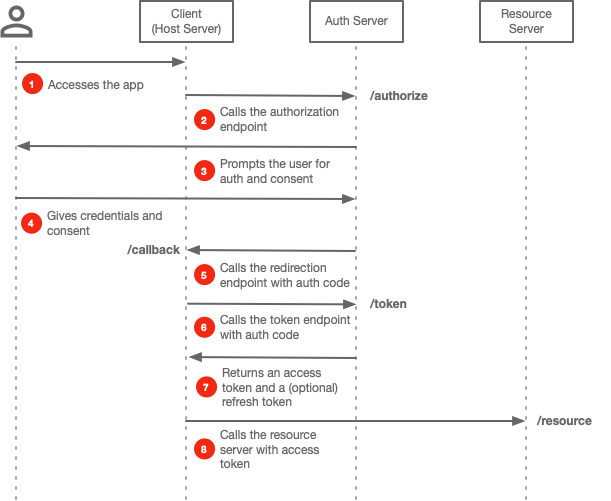 Client
(Host Server)
Auth Server
Resource
Server
1
Accesses the app
/authorize
2
Calls the authorization
endpoint
3
Prompts the user for
auth and consent
4
Gives credentials and
consent
/callback
5
Calls the redirection
endpoint with auth code
/token
6
Calls the token endpoint
with auth code
7
Returns an access
token and a (optional)
refresh token
/resource
8
Calls the resource
server with access
token